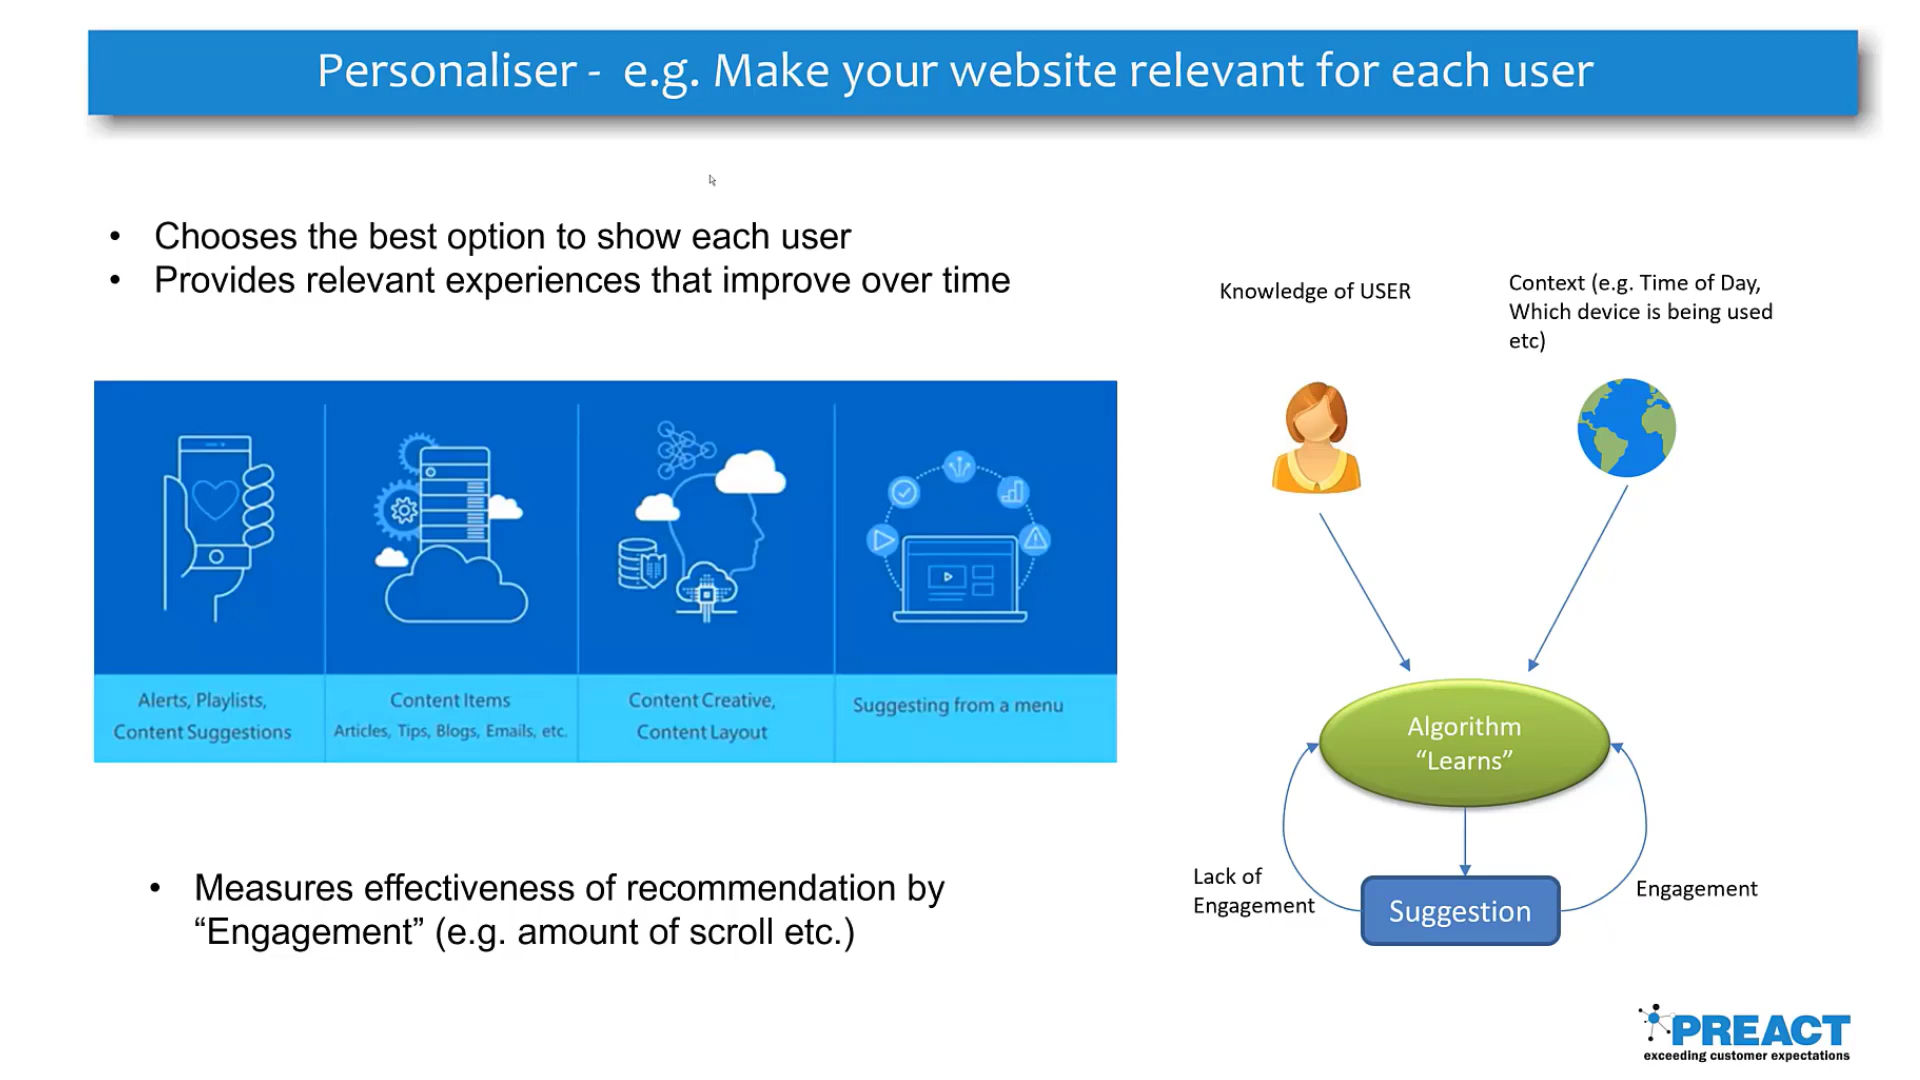 Personaliser - e.g. Make your website relevant for each user
• Chooses the best option to show each user
• Provides relevant experiences that improve over time
Knowledge of USER
Context (e.g. Time of Day,
Which device is being used
etc)
Alerts, Playlists,
Content Suggestions
Content Items
Articles, Tips, Blogs, Emails, etc.
Content Creative,
Content Layout
Suggesting from a menu
Algorithm
“Learns”
Lack of
Engagement
Suggestion
Engagement
• Measures effectiveness of recommendation by
“Engagement” (e.g. amount of scroll etc.)
PREACT
exceeding customer expectations